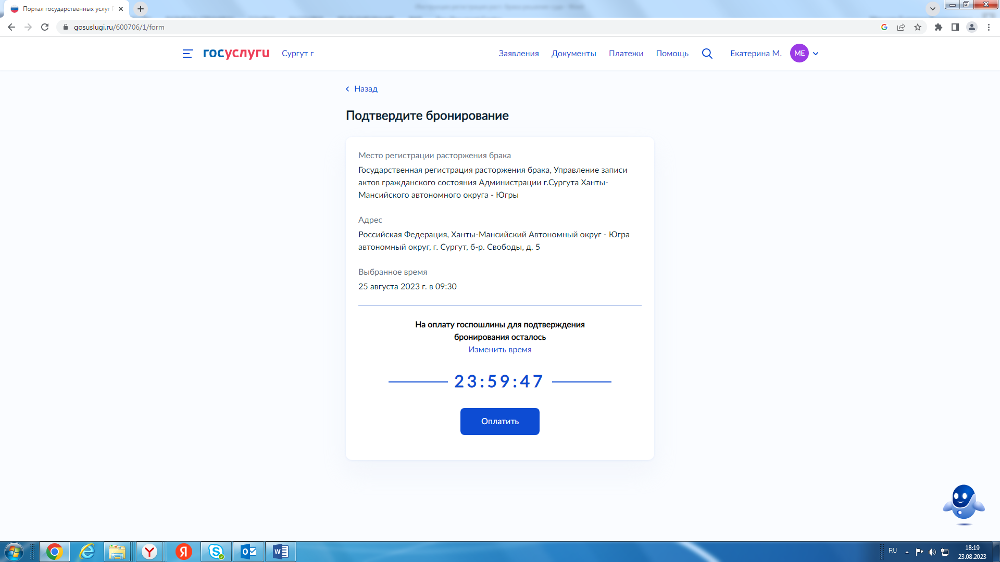 Портал государственных услуг
gosuslugi.ru/600706/1/form
госуслуги
Сургут г
Заявления
Документы
Платежи
Помощь
Екатерина М.
МЕ
Назад
Подтвердите бронирование
Место регистрации расторжения брака
Государственная регистрация расторжения брака, Управление записи
актов гражданского состояния Администрации г.Сургута Ханты-
Мансийского автономного округа - Югры
Адрес
Российская Федерация, Ханты-Мансийский Автономный округ - Югра
автономный округ, г. Сургут, б-р. Свободы, д. 5
Выбранное время
25 августа 2023 г. в 09:30
На оплату госпошлины для подтверждения
бронирования осталось
Изменить время
23:59:47
Оплатить
RU
18:19
23.08.2023